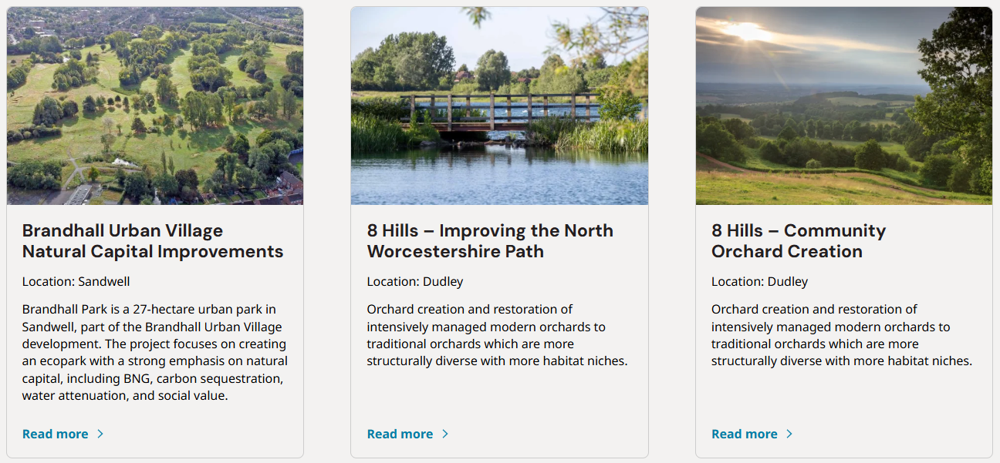 Brandhall Urban Village
Natural Capital Improvements
Location: Sandwell
Brandhall Park is a 27-hectare urban park in
Sandwell, part of the Brandhall Urban Village
development. The project focuses on creating
an ecopark with a strong emphasis on natural
capital, including BNG, carbon sequestration,
water attenuation, and social value.
Read more
8 Hills – Improving the North
Worcestershire Path
Location: Dudley
Orchard creation and restoration of
intensively managed modern orchards to
traditional orchards which are more
structurally diverse with more habitat niches.
Read more
8 Hills – Community
Orchard Creation
Location: Dudley
Orchard creation and restoration of
intensively managed modern orchards to
traditional orchards which are more
structurally diverse with more habitat niches.
Read more